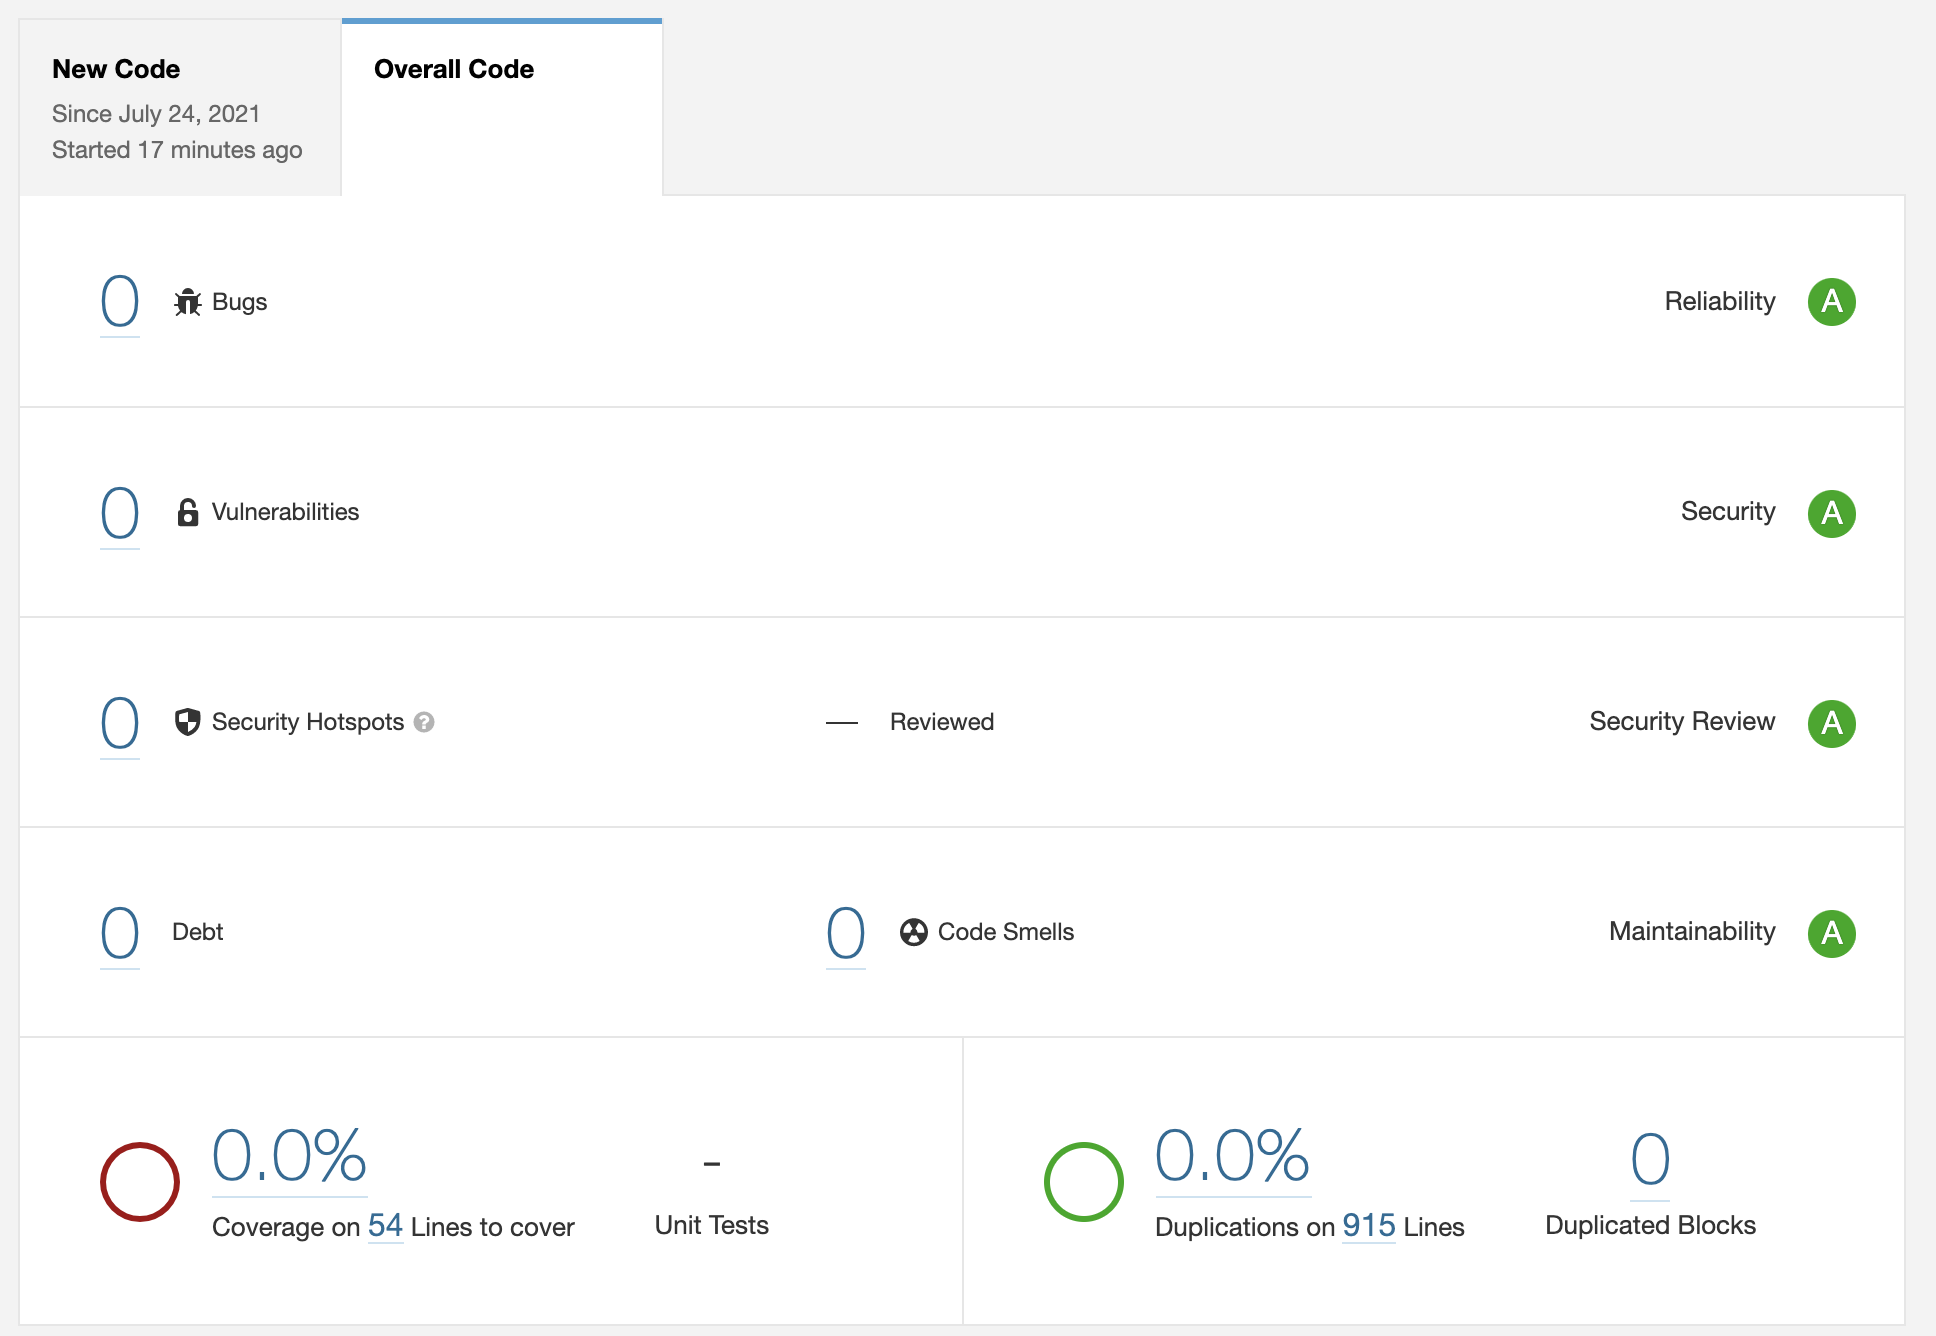 New Code
Since July 24, 2021
Started 17 minutes ago
Overall Code
0 Bugs
Reliability A
0 Vulnerabilities
Security A
0 Security Hotspots ?
— Reviewed
Security Review A
0 Debt
0 Code Smells
Maintainability A
0.0%
Coverage on 54 Lines to cover
–
Unit Tests
0.0%
Duplications on 915 Lines
0
Duplicated Blocks